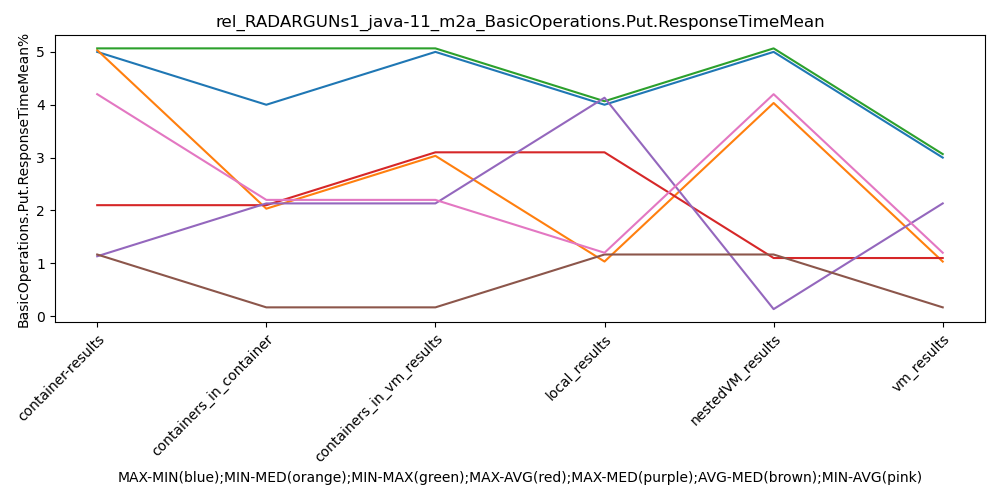 rel_RADARGUNs1_java-11_m2a_BasicOperations.Put.ResponseTimeMean
BasicOperations.Put.ResponseTimeMean%
5
4
3
2
1
0
container-results
containers_in_container
containers_in_vm_results
local_results
nestedVM_results
vm_results
MAX-MIN(blue);MIN-MED(orange);MIN-MAX(green);MAX-AVG(red);MAX-MED(purple);AVG-MED(brown);MIN-AVG(pink)